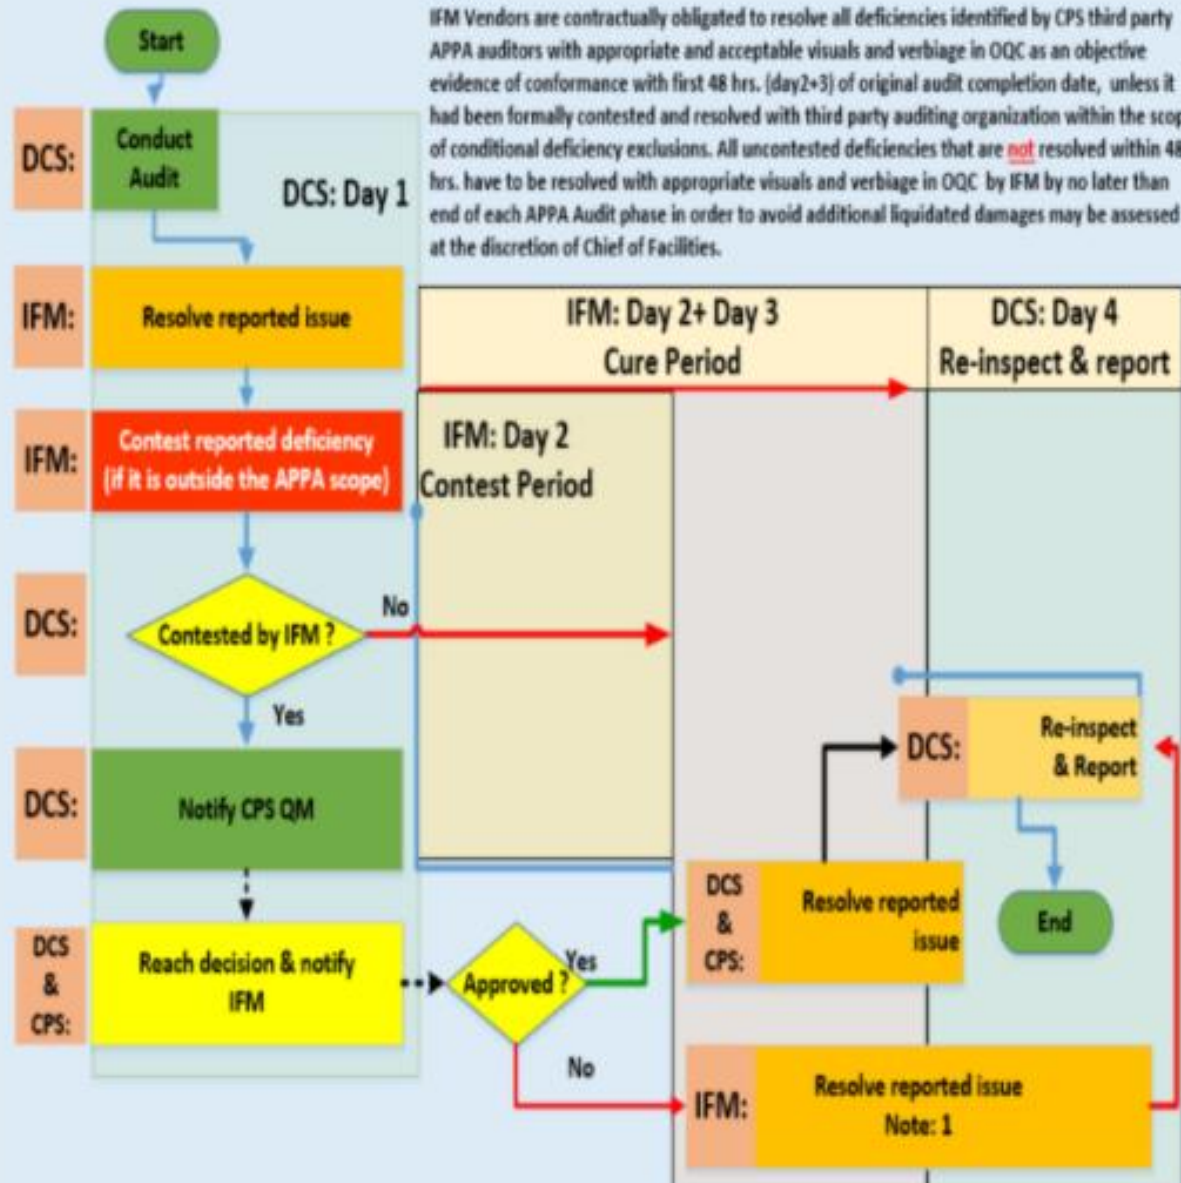 Start
IFM Vendors are contractually obligated to resolve all deficiencies identified by CPS third party
APPA auditors with appropriate and acceptable visuals and verbiage in OQC as an objective
evidence of conformance with first 48 hrs. (day2+3) of original audit completion date, unless it
had been formally contested and resolved with third party auditing organization within the scop
of conditional deficiency exclusions. All uncontested deficiencies that are not resolved within 48
hrs. have to be resolved with appropriate visuals and verbiage in OQC by IFM by no later than
end of each APPA Audit phase in order to avoid additional liquidated damages may be assessed
at the discretion of Chief of Facilities.
DCS:
Conduct
Audit
DCS: Day 1
IFM:
Resolve reported issue
IFM: Day 2+ Day 3
Cure Period
DCS: Day 4
Re-inspect & report
IFM:
Contest reported deficiency
(if it is outside the APPA scope)
IFM: Day 2
Contest Period
DCS:
Contested by IFM ?
No
Yes
DCS:
Notify CPS QM
DCS:
Re-inspect
& Report
DCS
&
CPS:
Reach decision & notify
IFM
Approved ?
Yes
No
DCS
&
CPS:
Resolve reported
issue
End
IFM:
Resolve reported issue
Note: 1